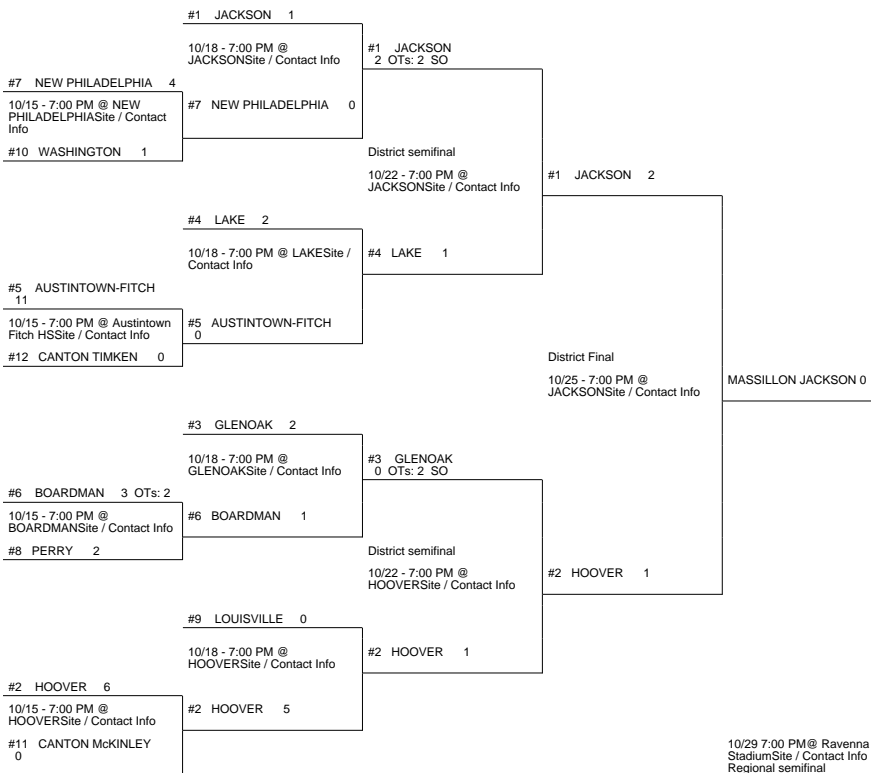 #1 JACKSON 1
10/18 - 7:00 PM @
JACKSONSite / Contact Info
#1 JACKSON
2 OTs: 2 SO
#7 NEW PHILADELPHIA 4
10/15 - 7:00 PM @ NEW
PHILADELPHIASite / Contact
Info
#7 NEW PHILADELPHIA 0
#10 WASHINGTON 1
District semifinal
10/22 - 7:00 PM @
JACKSONSite / Contact Info
#1 JACKSON 2
#4 LAKE 2
10/18 - 7:00 PM @ LAKESite /
Contact Info
#4 LAKE 1
#5 AUSTINTOWN-FITCH
11
10/15 - 7:00 PM @ Austintown
Fitch HSSite / Contact Info
#5 AUSTINTOWN-FITCH
0
#12 CANTON TIMKEN 0
District Final
10/25 - 7:00 PM @
JACKSONSite / Contact Info
MASSILLON JACKSON 0
#3 GLENOAK 2
10/18 - 7:00 PM @
GLENOAKSite / Contact Info
#3 GLENOAK
0 OTs: 2 SO
#6 BOARDMAN 3 OTs: 2
10/15 - 7:00 PM @
BOARDMANSite / Contact Info
#6 BOARDMAN 1
#8 PERRY 2
District semifinal
10/22 - 7:00 PM @
HOOVERSite / Contact Info
#2 HOOVER 1
#9 LOUISVILLE 0
10/18 - 7:00 PM @
HOOVERSite / Contact Info
#2 HOOVER 1
#2 HOOVER 6
10/15 - 7:00 PM @
HOOVERSite / Contact Info
#2 HOOVER 5
#11 CANTON McKINLEY
0
10/29 7:00 PM@ Ravenna
StadiumSite / Contact Info
Regional semifinal